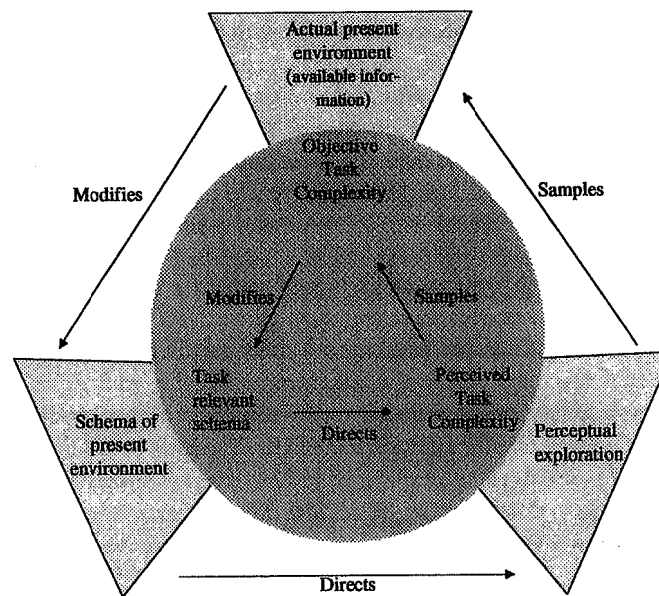 Actual present
environment
(available infor-
mation)
Objective
Task
Complexity
Modifies
Samples
Modifies
Samples
Task
relevant
schema
Perceived
Task
Complexity
Directs
Schema of
present
environment
Perceptual
exploration
Directs